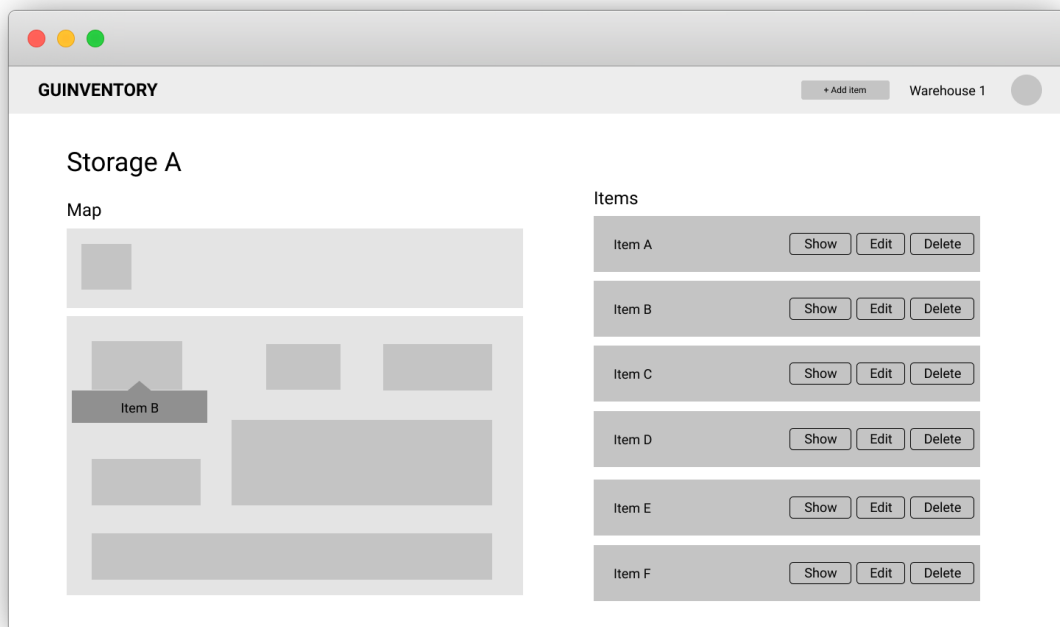 GUINVENTORY
+ Add item
Warehouse 1
Storage A
Map
Item B
Items
Item A Show Edit Delete
Item B Show Edit Delete
Item C Show Edit Delete
Item D Show Edit Delete
Item E Show Edit Delete
Item F Show Edit Delete